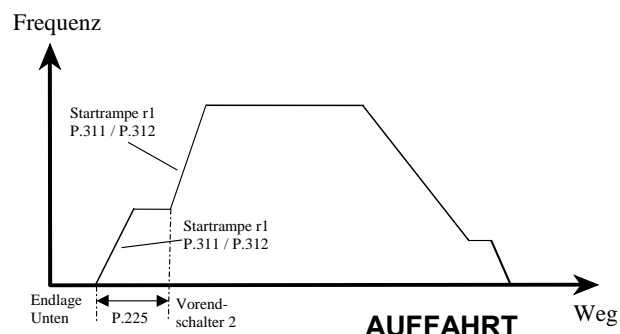 Frequenz
Startrampe r1
P.311 / P.312
Startrampe r1
P.311 / P.312
Endlage
Unten
P.225
Vorend-
schalter 2
Weg
AUFFAHRT